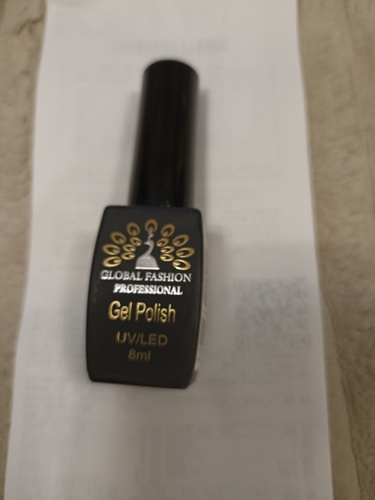 GLOBAL FASHION
PROFESSIONAL
Gel Polish
UV/LED
8ml